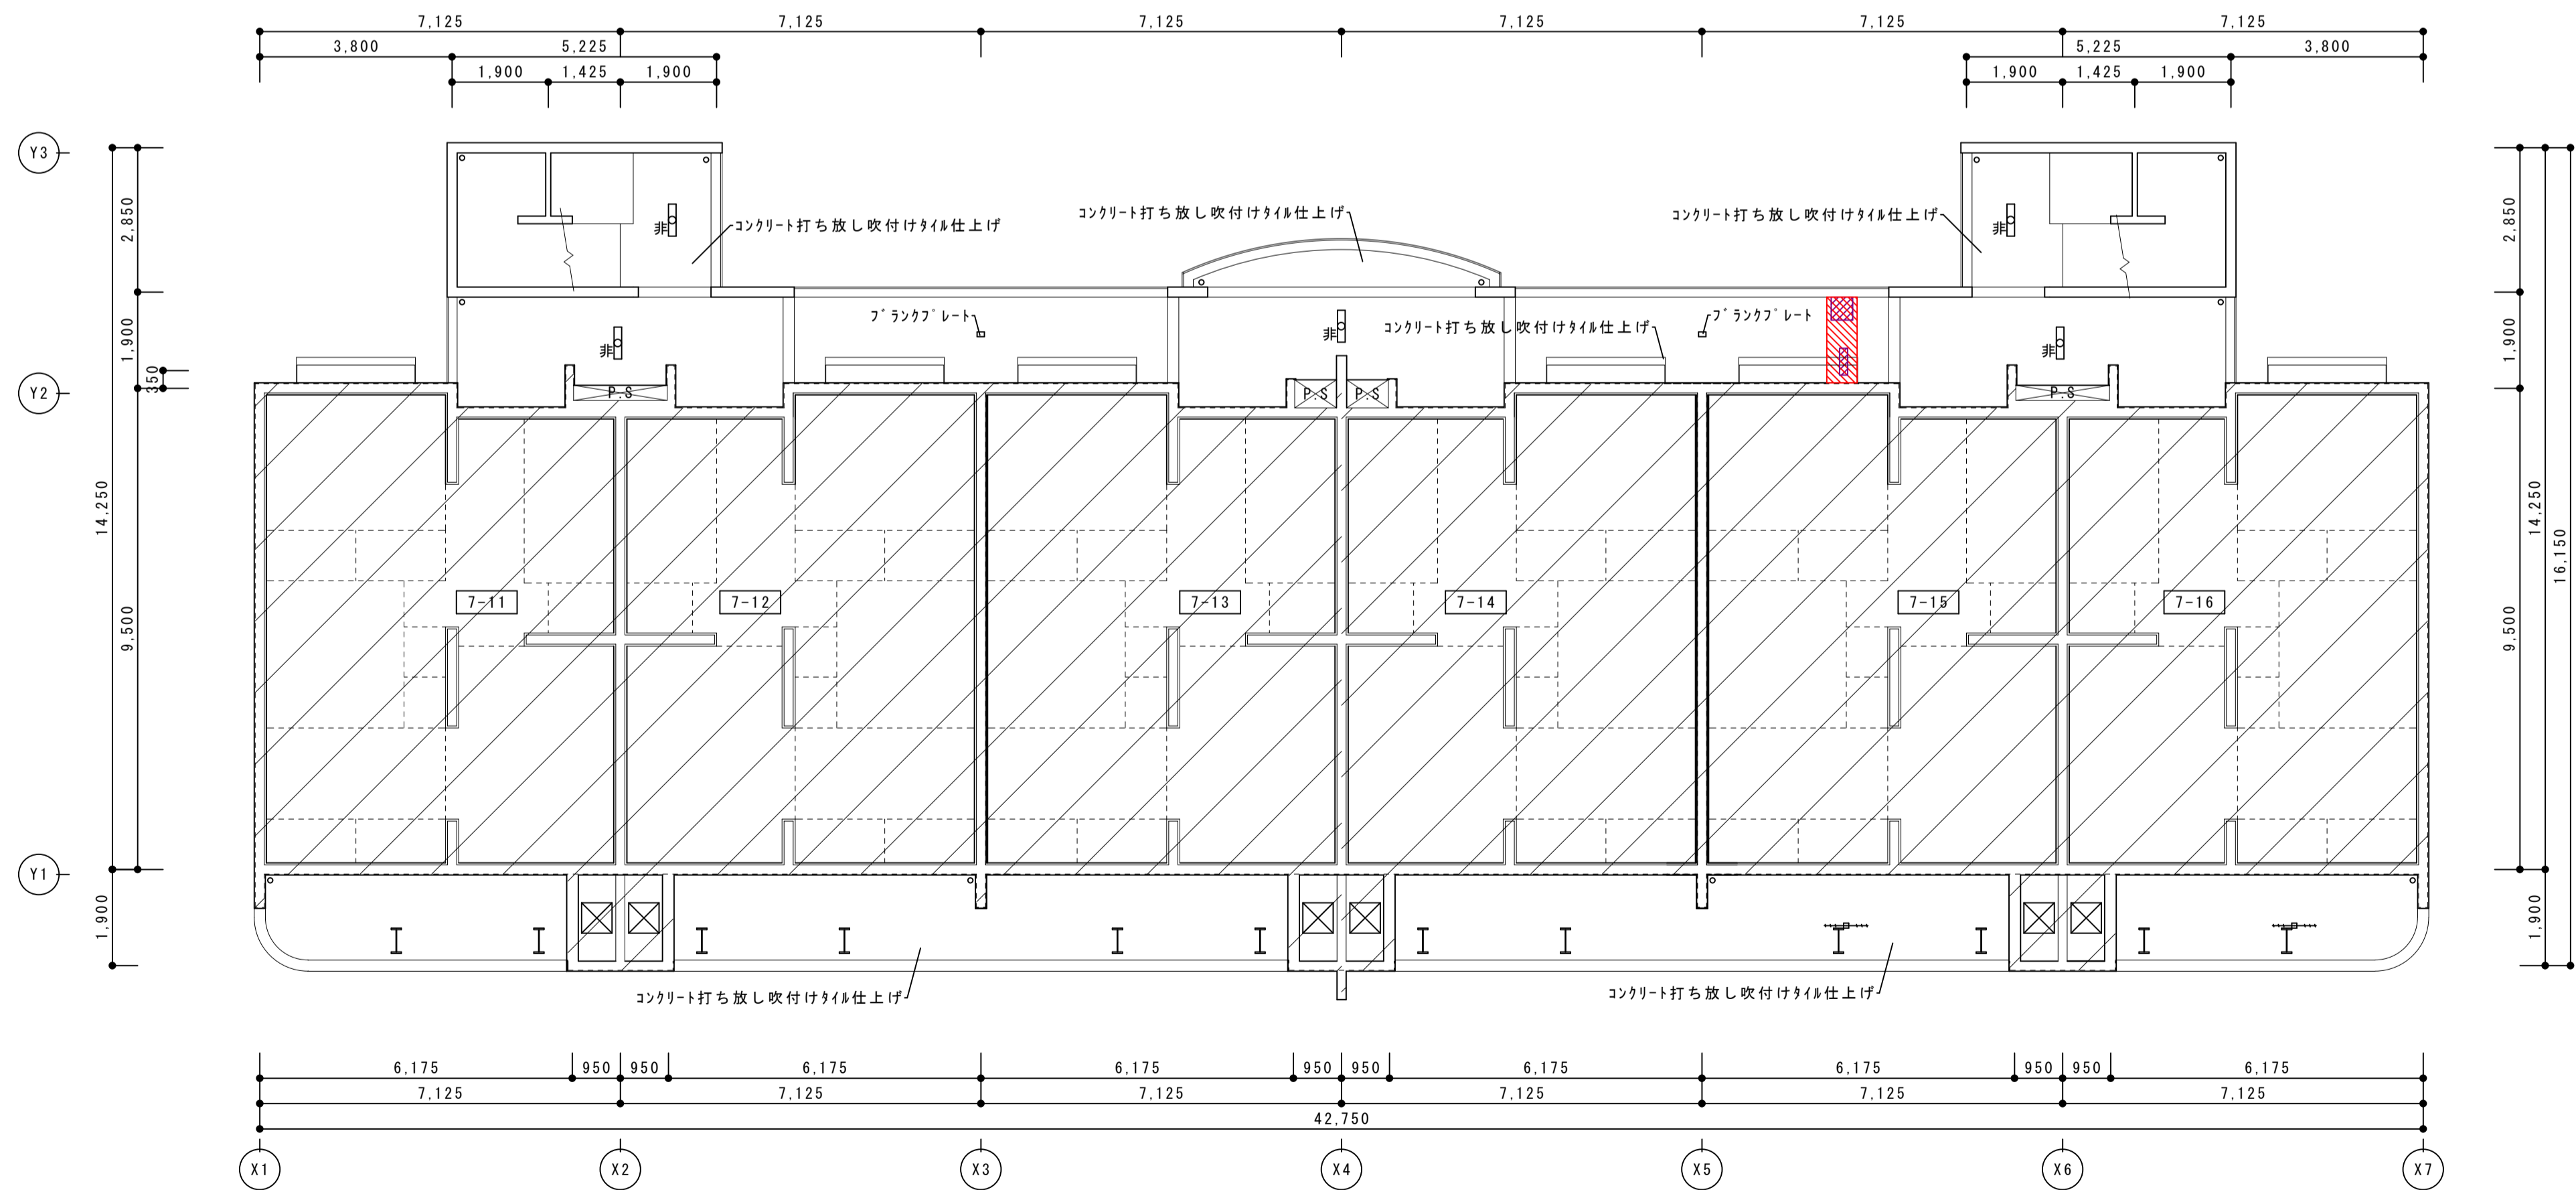 7,125 7,125 7,125 7,125 7,125 7,125
3,800 5,225 5,225 3,800
1,900 1,425 1,900 1,900 1,425 1,900
Y3
2,850 2,850
非 非
コンクリート打ち放し吹付けタイル仕上げ コンクリート打ち放し吹付けタイル仕上げ コンクリート打ち放し吹付けタイル仕上げ
ブランクプレート コンクリート打ち放し吹付けタイル仕上げ ブランクプレート
1,900 1,900
非 非 非
350
Y2
P.S P.S P.S P.S
14,250 14,250
16,150
9,500 9,500
7-11 7-12 7-13 7-14 7-15 7-16
Y1
1,900 1,900
コンクリート打ち放し吹付けタイル仕上げ コンクリート打ち放し吹付けタイル仕上げ
6,175 950 950 6,175 6,175 950 950 6,175 6,175 950 950 6,175
7,125 7,125 7,125 7,125 7,125 7,125
42,750
X1 X2 X3 X4 X5 X6 X7